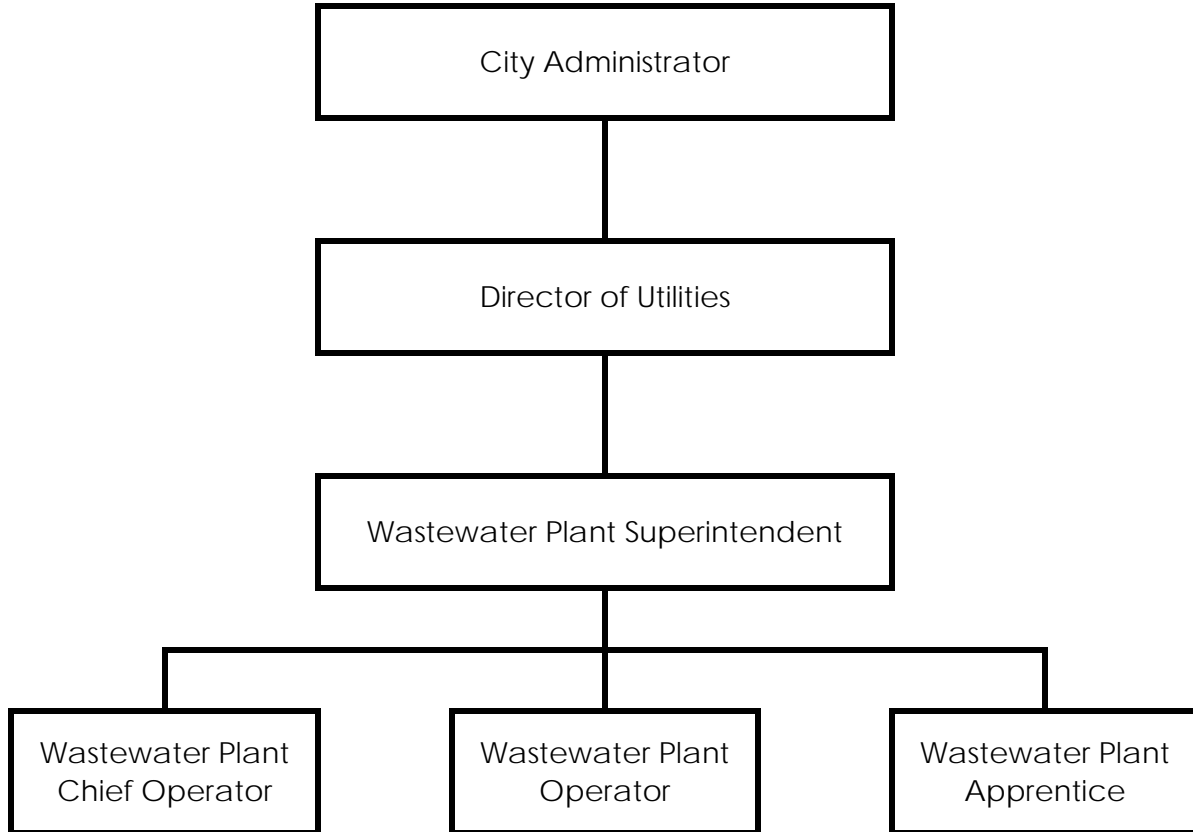 City Administrator
Director of Utilities
Wastewater Plant Superintendent
Wastewater Plant
Chief Operator
Wastewater Plant
Operator
Wastewater Plant
Apprentice